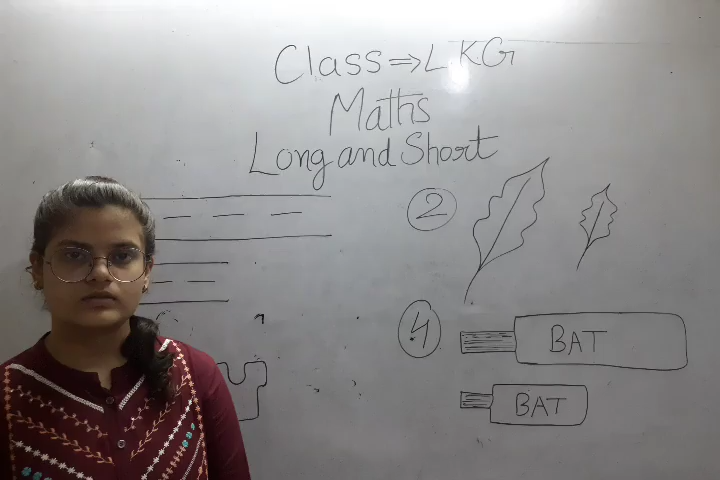 Class ⇒ LKG
Maths
Long and Short
2
4
BAT
BAT